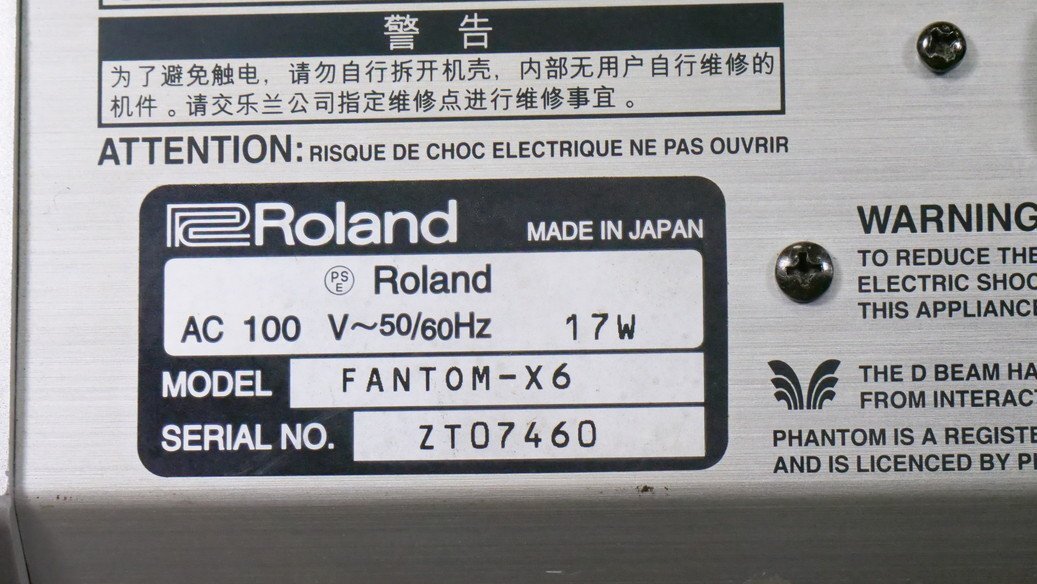 警 告
为了避免触电，请勿自行拆开机壳，内部无用户自行维修的
机件。请交乐兰公司指定维修点进行维修事宜。
ATTENTION: RISQUE DE CHOC ELECTRIQUE NE PAS OUVRIR
Roland MADE IN JAPAN
PS
E Roland
AC 100 V～50/60Hz 17W
MODEL FANTOM-X6
SERIAL NO. ZT07460
WARNING
TO REDUCE THE
ELECTRIC SHOC
THIS APPLIANCE
THE D BEAM HA
FROM INTERACT
PHANTOM IS A REGISTE
AND IS LICENCED BY P